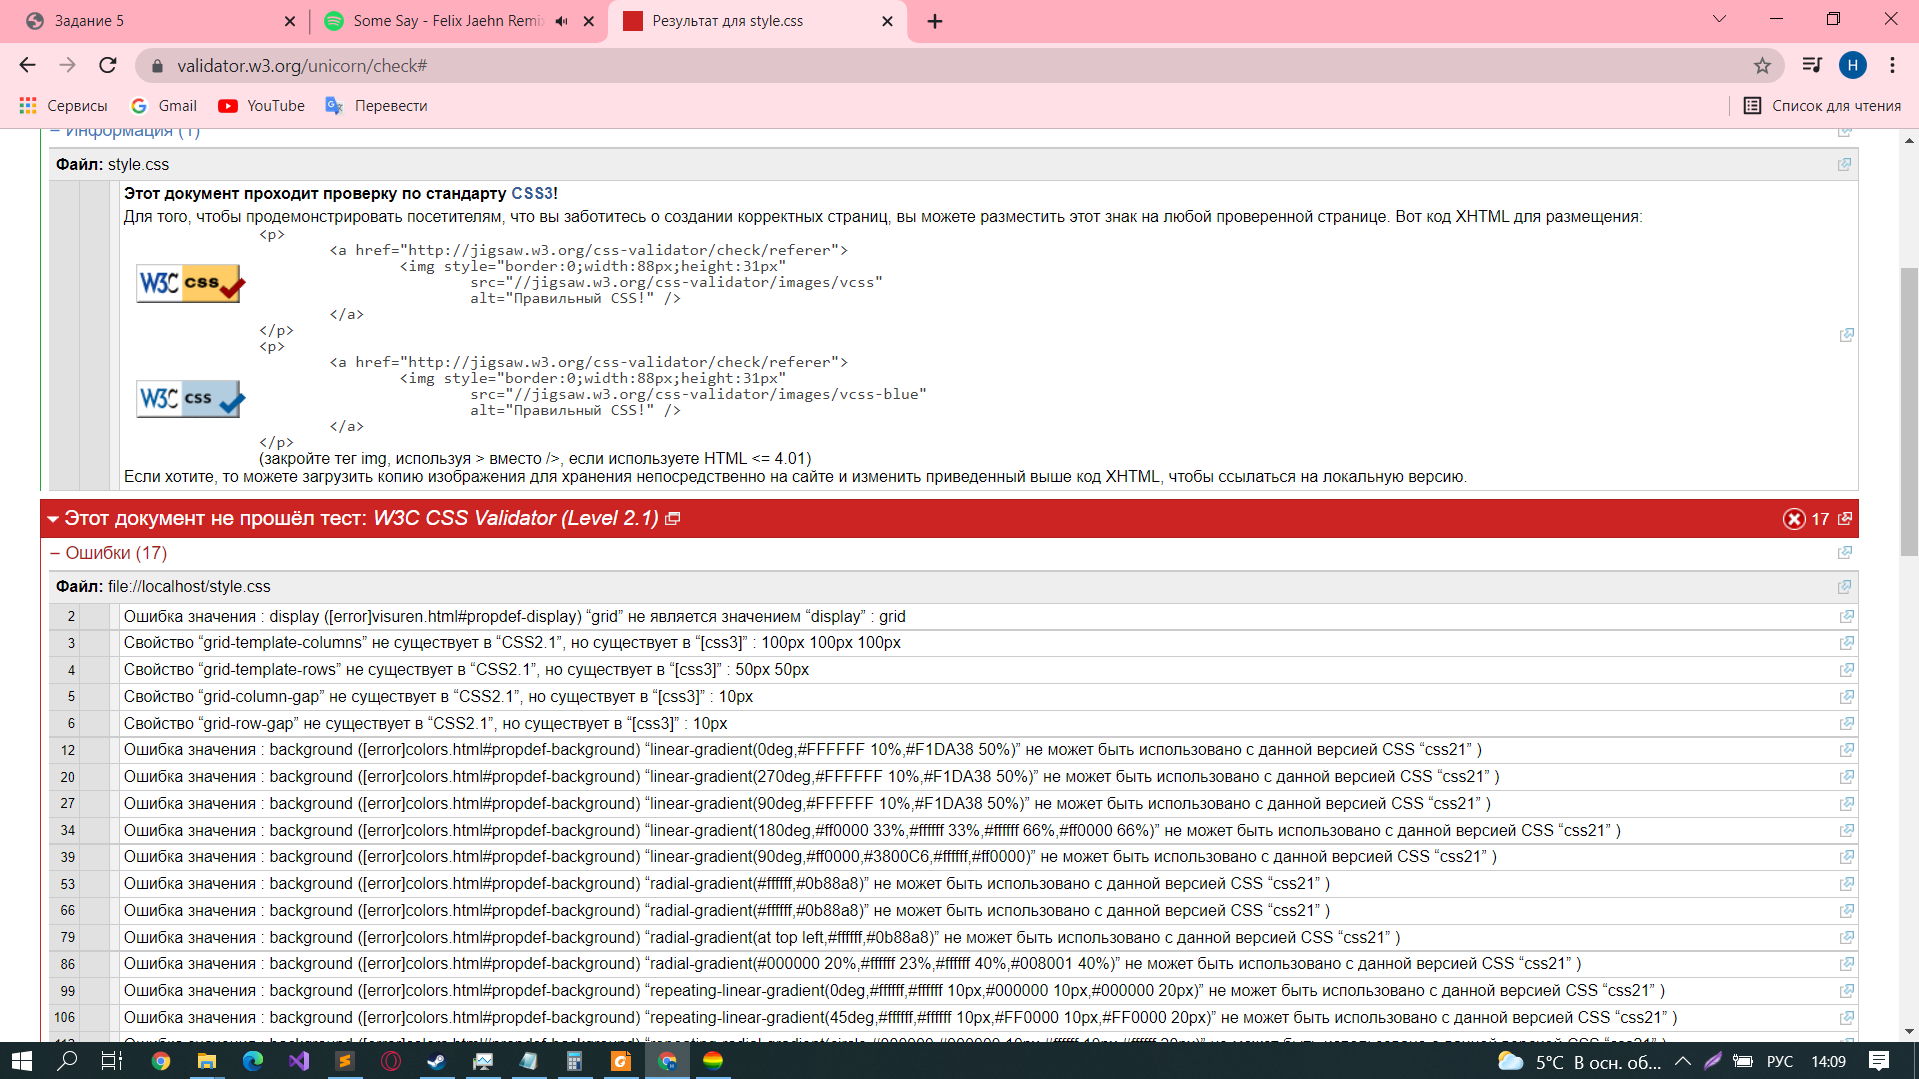 Задание 5
Some Say - Felix Jaehn Remix
Результат для style.css
validator.w3.org/unicorn/check#
H
Сервисы
Gmail
YouTube
Перевести
Список для чтения
– Информация (1)
Файл: style.css
Этот документ проходит проверку по стандарту CSS3!
Для того, чтобы продемонстрировать посетителям, что вы заботитесь о создании корректных страниц, вы можете разместить этот знак на любой проверенной странице. Вот код XHTML для размещения:
<p>
<a href="http://jigsaw.w3.org/css-validator/check/referer">
<img style="border:0;width:88px;height:31px"
src="//jigsaw.w3.org/css-validator/images/vcss"
alt="Правильный CSS!" />
</a>
</p>
W3C css
<p>
<a href="http://jigsaw.w3.org/css-validator/check/referer">
<img style="border:0;width:88px;height:31px"
src="//jigsaw.w3.org/css-validator/images/vcss-blue"
alt="Правильный CSS!" />
</a>
</p>
W3C css
(закройте тег img, используя > вместо />, если используете HTML <= 4.01)
Если хотите, то можете загрузить копию изображения для хранения непосредственно на сайте и изменить приведенный выше код XHTML, чтобы ссылаться на локальную версию.
Этот документ не прошёл тест: W3C CSS Validator (Level 2.1)
17
– Ошибки (17)
Файл: file://localhost/style.css
2 Ошибка значения : display ([error]visuren.html#propdef-display) “grid” не является значением “display” : grid
3 Свойство “grid-template-columns” не существует в “CSS2.1”, но существует в “[css3]” : 100px 100px 100px
4 Свойство “grid-template-rows” не существует в “CSS2.1”, но существует в “[css3]” : 50px 50px
5 Свойство “grid-column-gap” не существует в “CSS2.1”, но существует в “[css3]” : 10px
6 Свойство “grid-row-gap” не существует в “CSS2.1”, но существует в “[css3]” : 10px
12 Ошибка значения : background ([error]colors.html#propdef-background) “linear-gradient(0deg,#FFFFFF 10%,#F1DA38 50%)” не может быть использовано с данной версией CSS “css21” )
20 Ошибка значения : background ([error]colors.html#propdef-background) “linear-gradient(270deg,#FFFFFF 10%,#F1DA38 50%)” не может быть использовано с данной версией CSS “css21” )
27 Ошибка значения : background ([error]colors.html#propdef-background) “linear-gradient(90deg,#FFFFFF 10%,#F1DA38 50%)” не может быть использовано с данной версией CSS “css21” )
34 Ошибка значения : background ([error]colors.html#propdef-background) “linear-gradient(180deg,#ff0000 33%,#ffffff 33%,#ffffff 66%,#ff0000 66%)” не может быть использовано с данной версией CSS “css21” )
39 Ошибка значения : background ([error]colors.html#propdef-background) “linear-gradient(90deg,#ff0000,#3800C6,#ffffff,#ff0000)” не может быть использовано с данной версией CSS “css21” )
53 Ошибка значения : background ([error]colors.html#propdef-background) “radial-gradient(#ffffff,#0b88a8)” не может быть использовано с данной версией CSS “css21” )
66 Ошибка значения : background ([error]colors.html#propdef-background) “radial-gradient(#ffffff,#0b88a8)” не может быть использовано с данной версией CSS “css21” )
79 Ошибка значения : background ([error]colors.html#propdef-background) “radial-gradient(at top left,#ffffff,#0b88a8)” не может быть использовано с данной версией CSS “css21” )
86 Ошибка значения : background ([error]colors.html#propdef-background) “radial-gradient(#000000 20%,#ffffff 23%,#ffffff 40%,#008001 40%)” не может быть использовано с данной версией CSS “css21” )
99 Ошибка значения : background ([error]colors.html#propdef-background) “repeating-linear-gradient(0deg,#ffffff,#ffffff 10px,#000000 10px,#000000 20px)” не может быть использовано с данной версией CSS “css21” )
106 Ошибка значения : background ([error]colors.html#propdef-background) “repeating-linear-gradient(45deg,#ffffff,#ffffff 10px,#FF0000 10px,#FF0000 20px)” не может быть использовано с данной версией CSS “css21” )
5°C В осн. об...
РУС
14:09